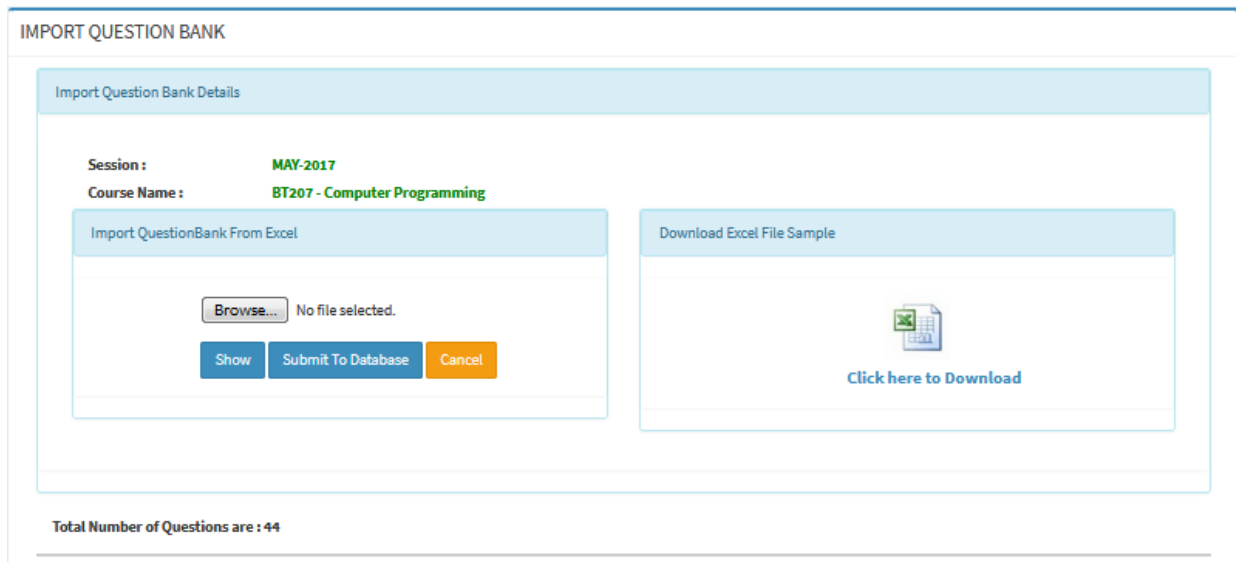 IMPORT QUESTION BANK
Import Question Bank Details
Session : MAY-2017
Course Name : BT207 - Computer Programming
Import QuestionBank From Excel
Browse... No file selected.
Show Submit To Database Cancel
Download Excel File Sample
Click here to Download
Total Number of Questions are : 44